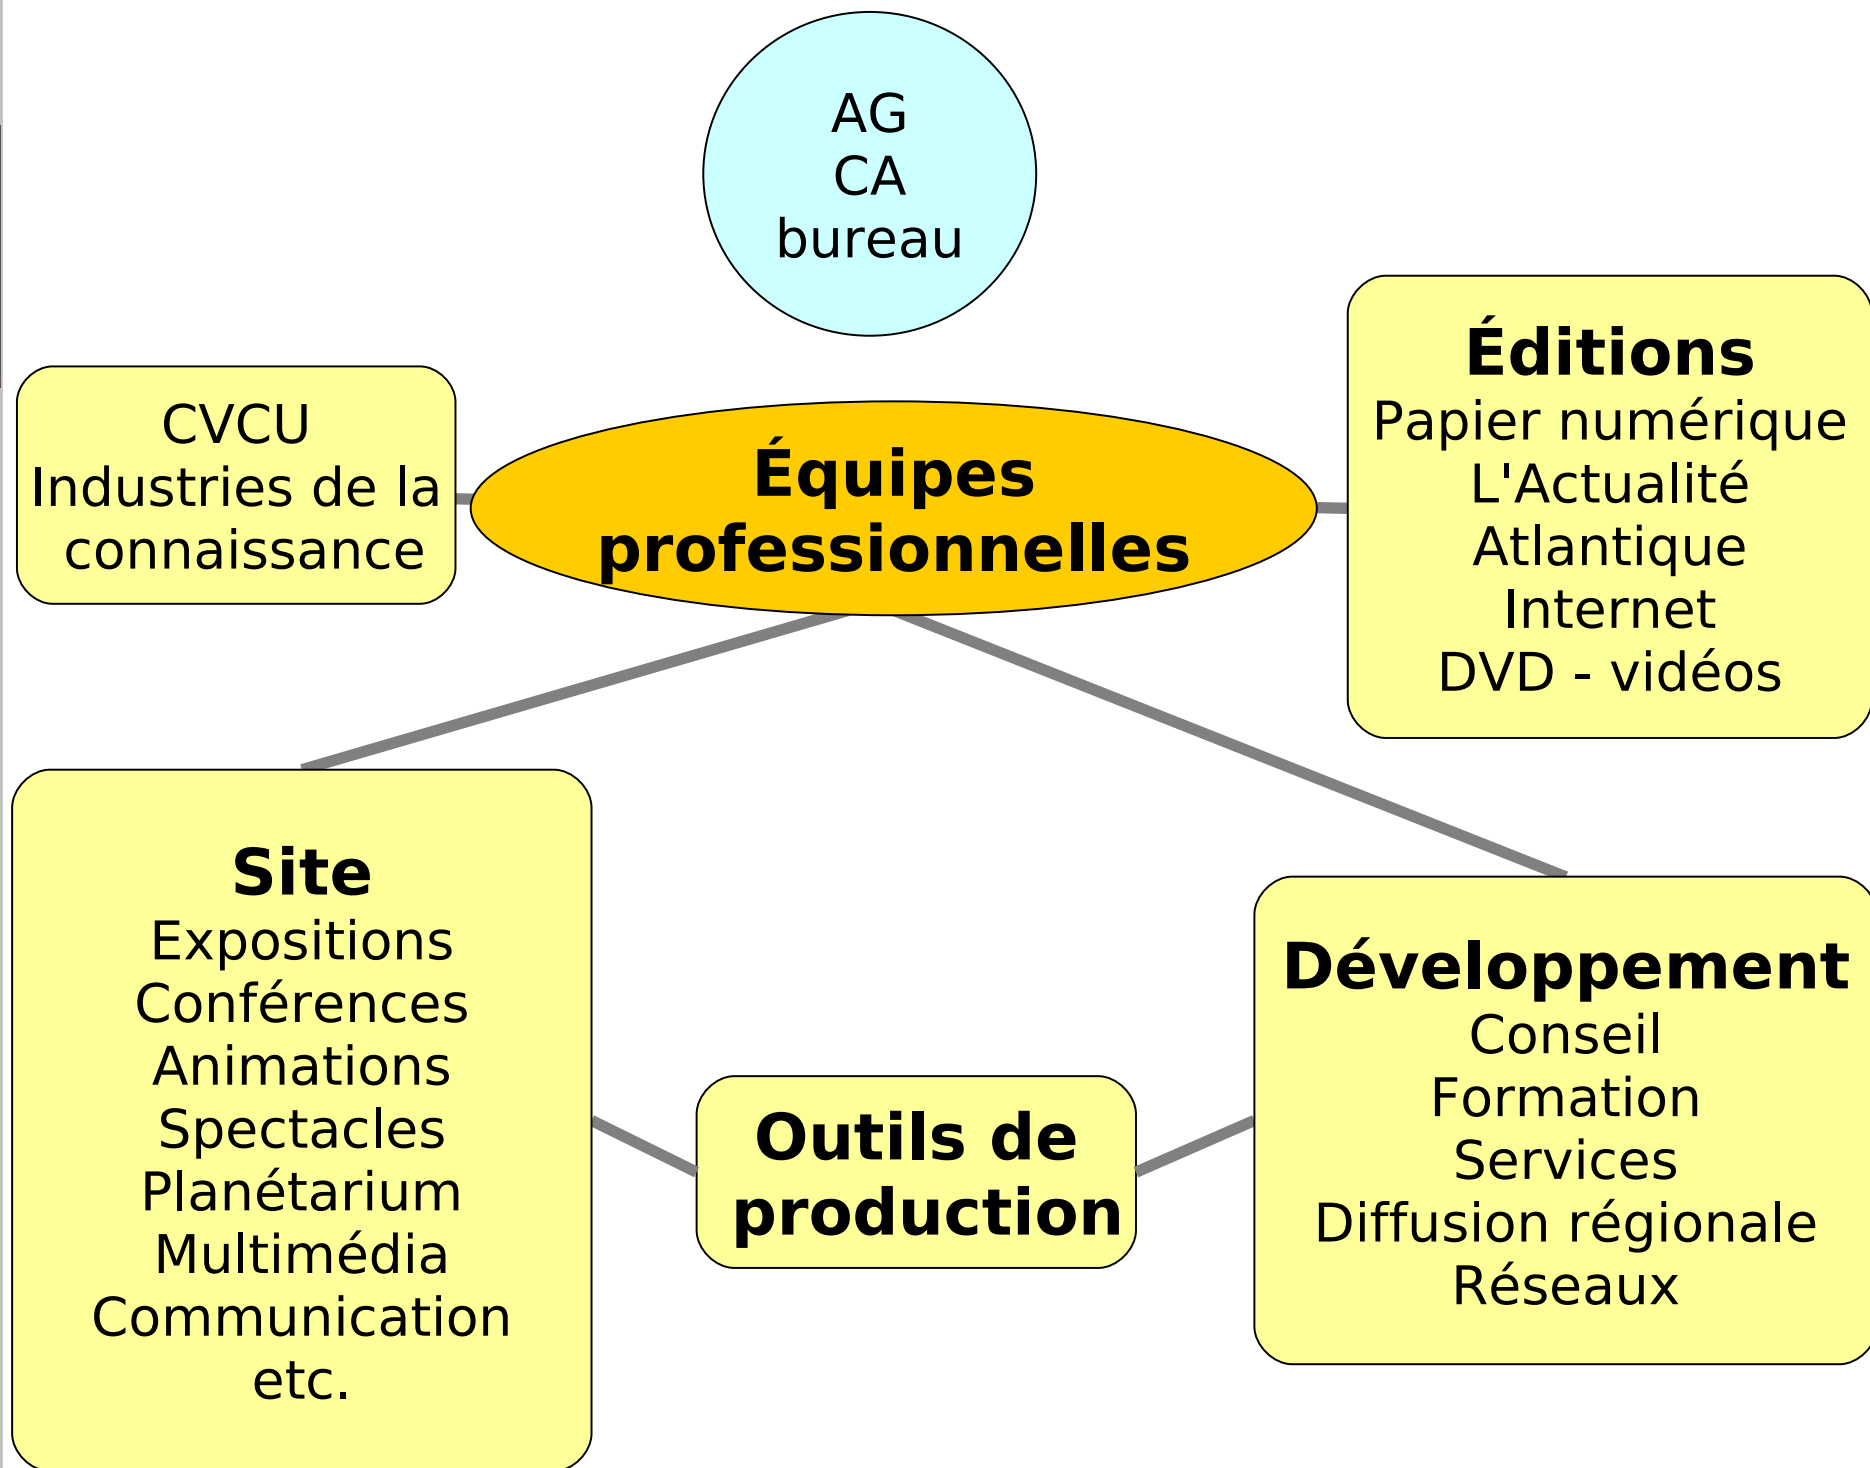 AG
CA
bureau
CVCU
Industries de la
connaissance
Équipes
professionnelles
Éditions
Papier numérique
L'Actualité
Atlantique
Internet
DVD - vidéos
Site
Expositions
Conférences
Animations
Spectacles
Planétarium
Multimédia
Communication
etc.
Outils de
production
Développement
Conseil
Formation
Services
Diffusion régionale
Réseaux